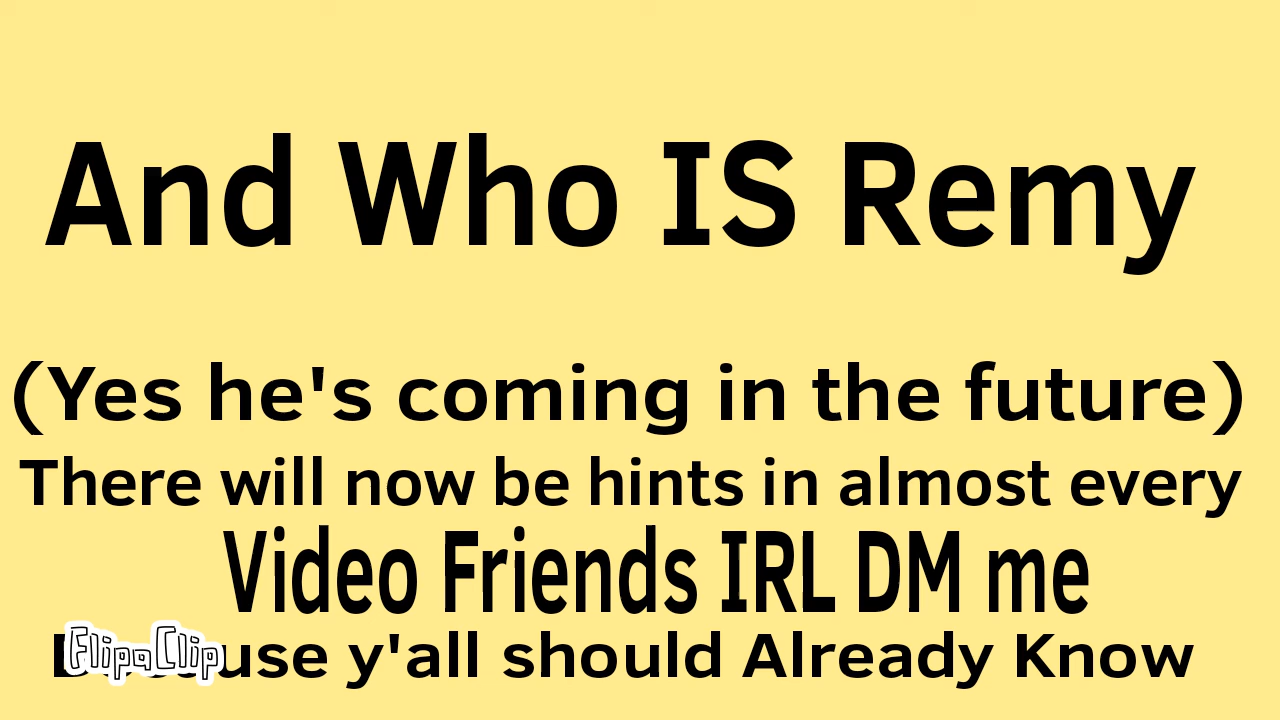 And Who IS Remy
(Yes he's coming in the future)
There will now be hints in almost every
Video Friends IRL DM me
use y'all should Already Know
FlipaClip